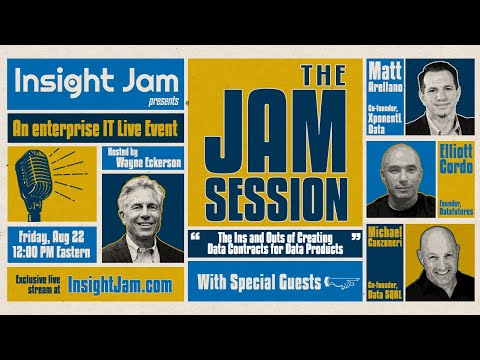 Insight Jam
presents
An enterprise IT Live Event
Hosted by
Wayne Eckerson
Friday, Aug 22
12:00 PM Eastern
Exclusive live
stream at
InsightJam.com
THE
JAM
SESSION
“ The Ins and Outs of Creating ”
Data Contracts for Data Products
With Special Guests
Matt
Arellano
Co-founder,
Xponentl
Data
Elliott
Cordo
Founder,
Datafutures
Michael
Canzoneri
Co-founder,
Data SQRL